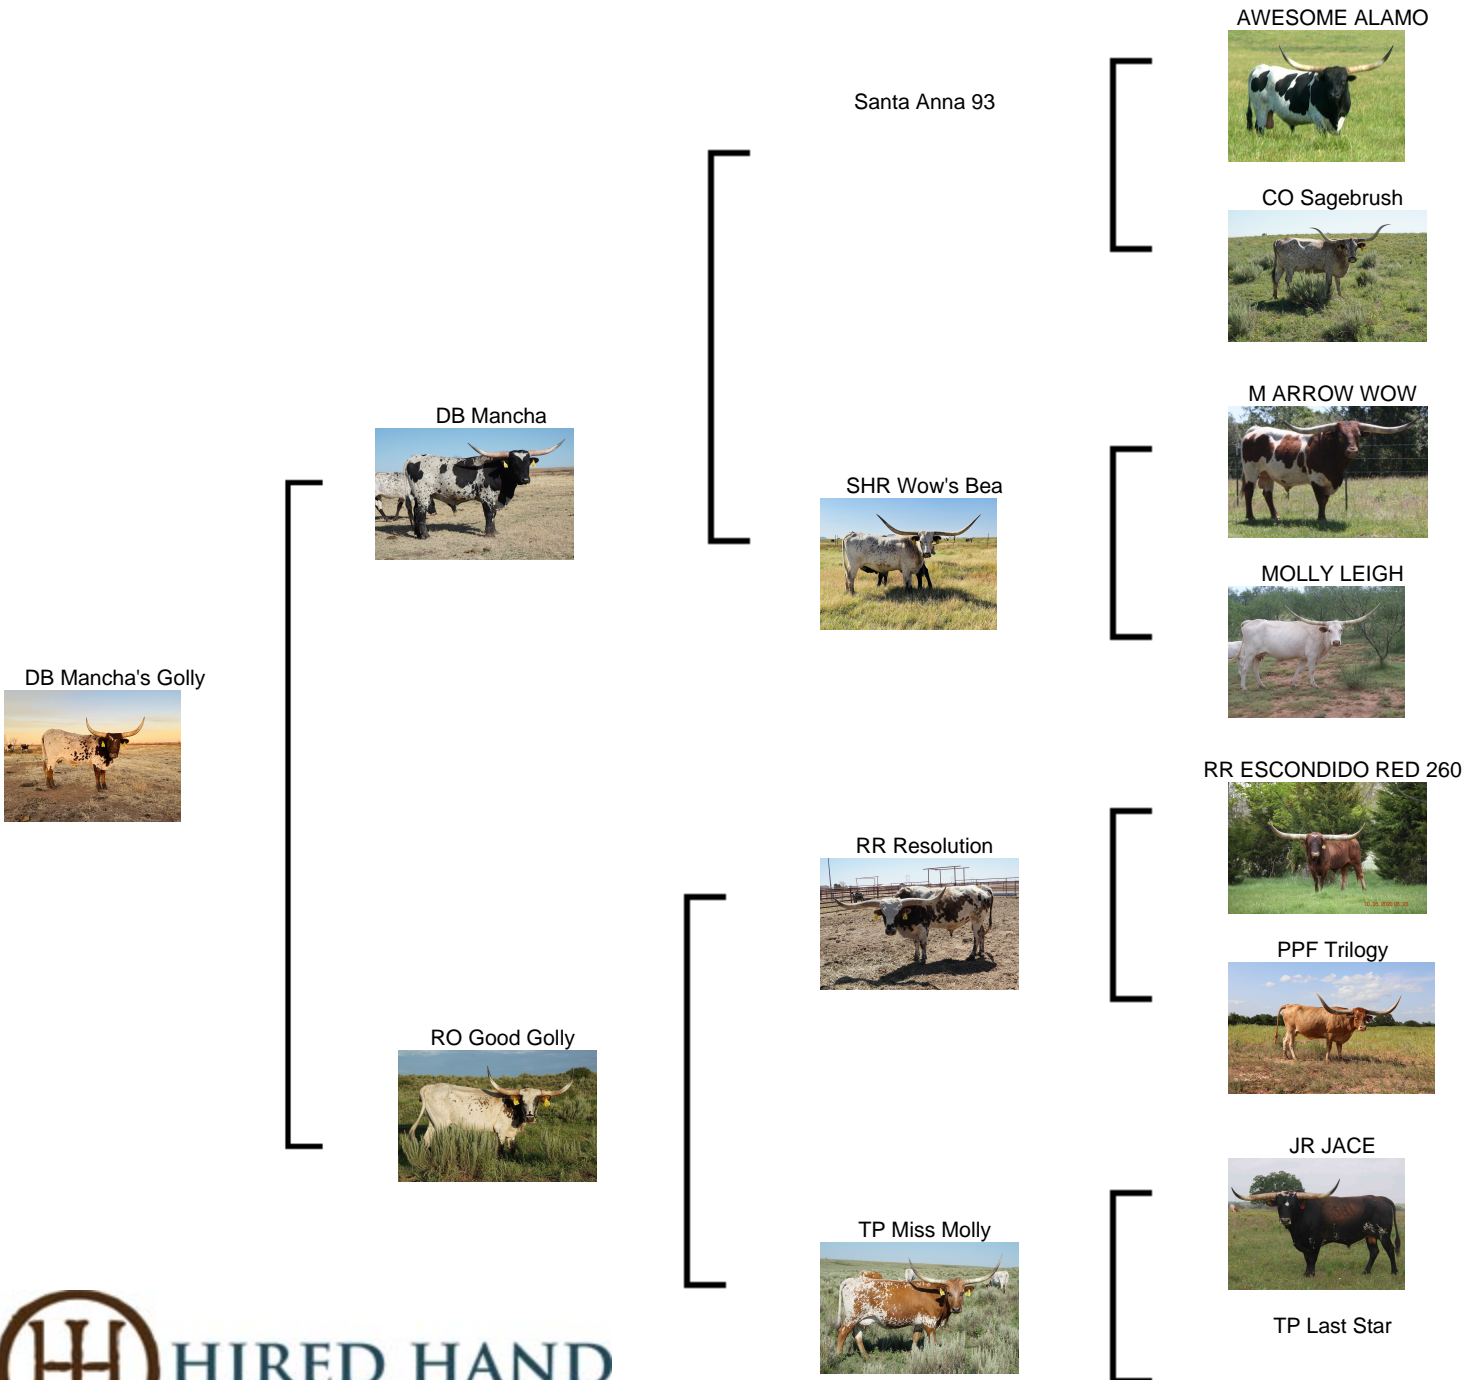 AWESOME ALAMO
Santa Anna 93
CO Sagebrush
M ARROW WOW
DB Mancha
SHR Wow's Bea
MOLLY LEIGH
DB Mancha's Golly
RR ESCONDIDO RED 260
RR Resolution
PPF Trilogy
RO Good Golly
JR JACE
TP Miss Molly
TP Last Star
HIRED HAND